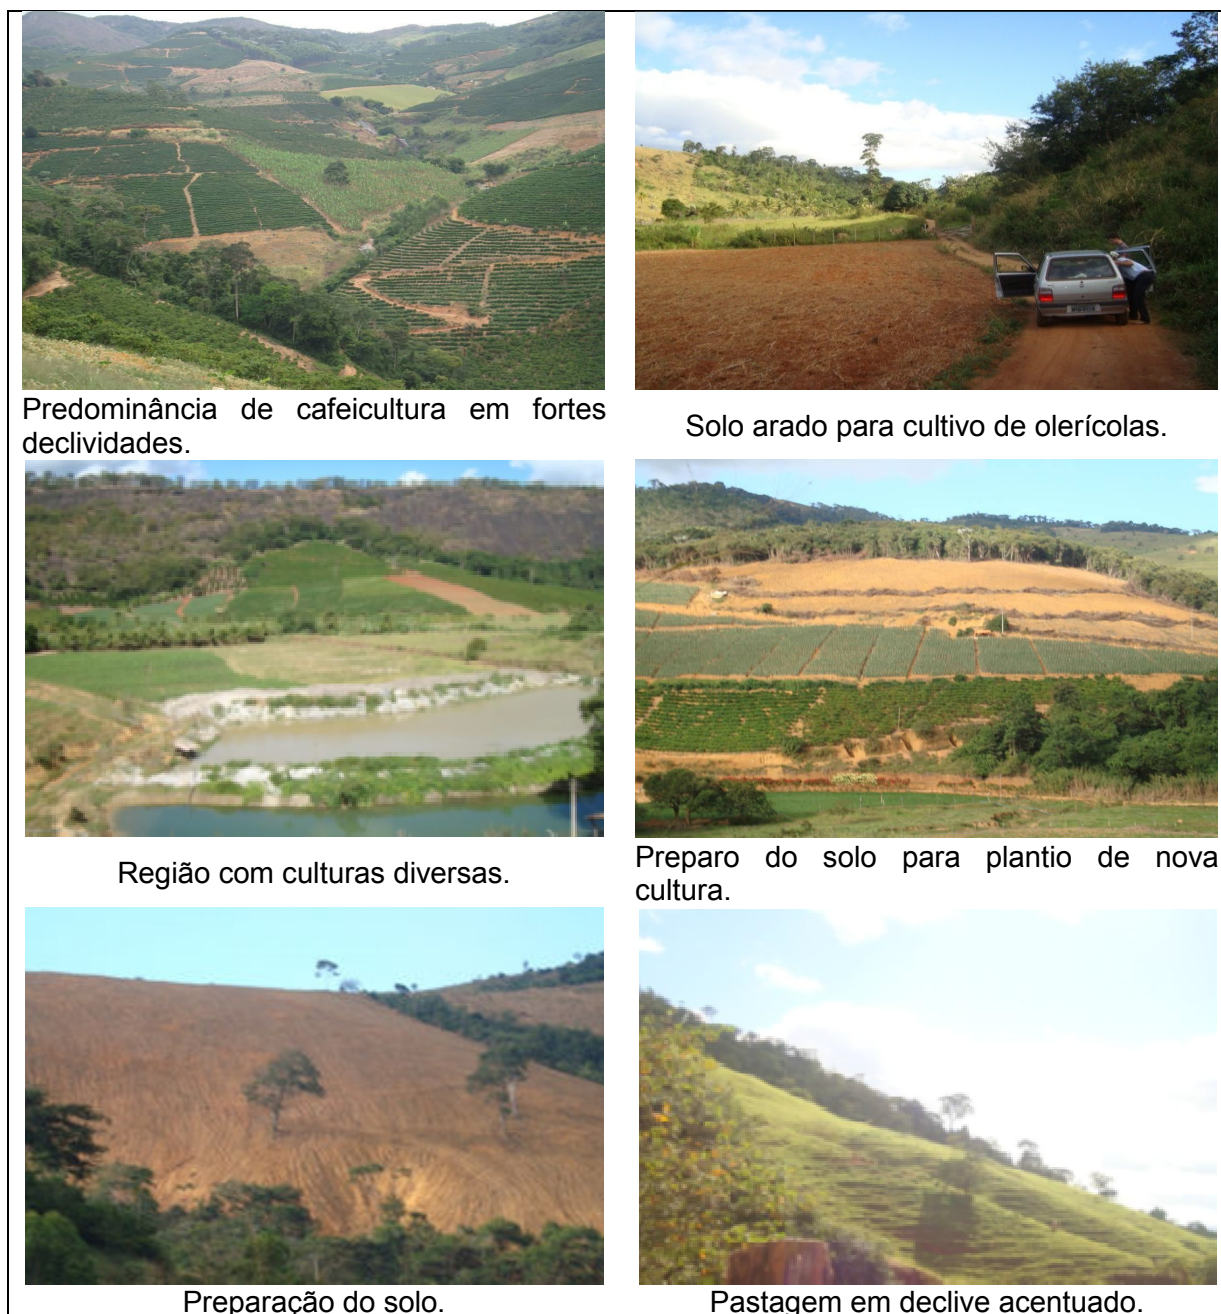 Predominância de cafeicultura em fortes
declividades.
Solo arado para cultivo de olerícolas.
Região com culturas diversas.
Preparo do solo para plantio de nova
cultura.
Preparação do solo.
Pastagem em declive acentuado.